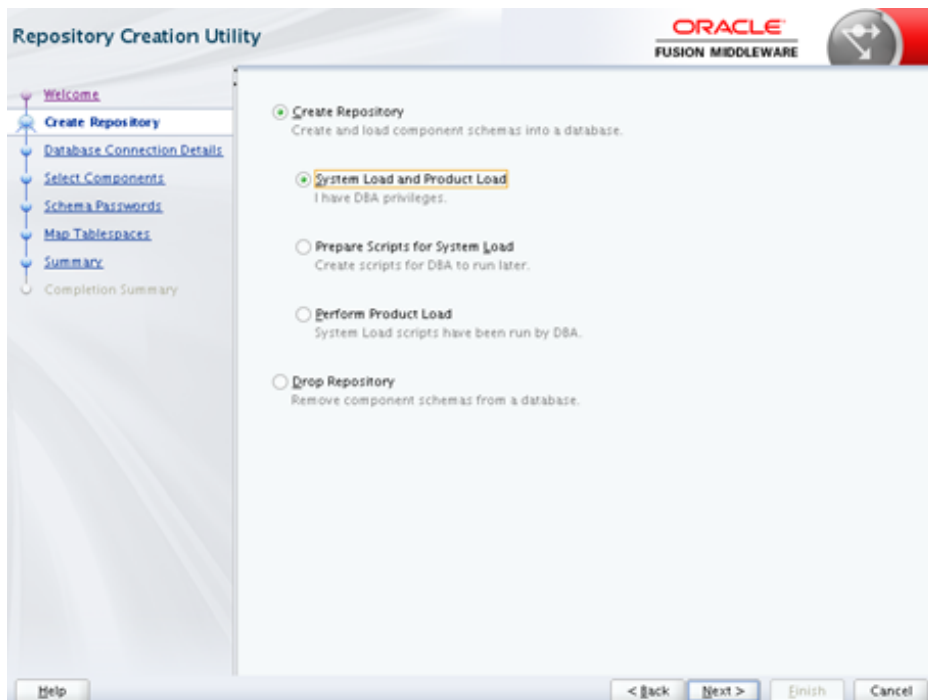 Repository Creation Utility
ORACLE
FUSION MIDDLEWARE
Welcome
Create Repository
Database Connection Details
Select Components
Schema Passwords
Map Tablespaces
Summary
Completion Summary
Create Repository
Create and load component schemas into a database.
System Load and Product Load
I have DBA privileges.
Prepare Scripts for System Load
Create scripts for DBA to run later.
Perform Product Load
System Load scripts have been run by DBA.
Drop Repository
Remove component schemas from a database.
Help
< Back
Next >
Finish
Cancel